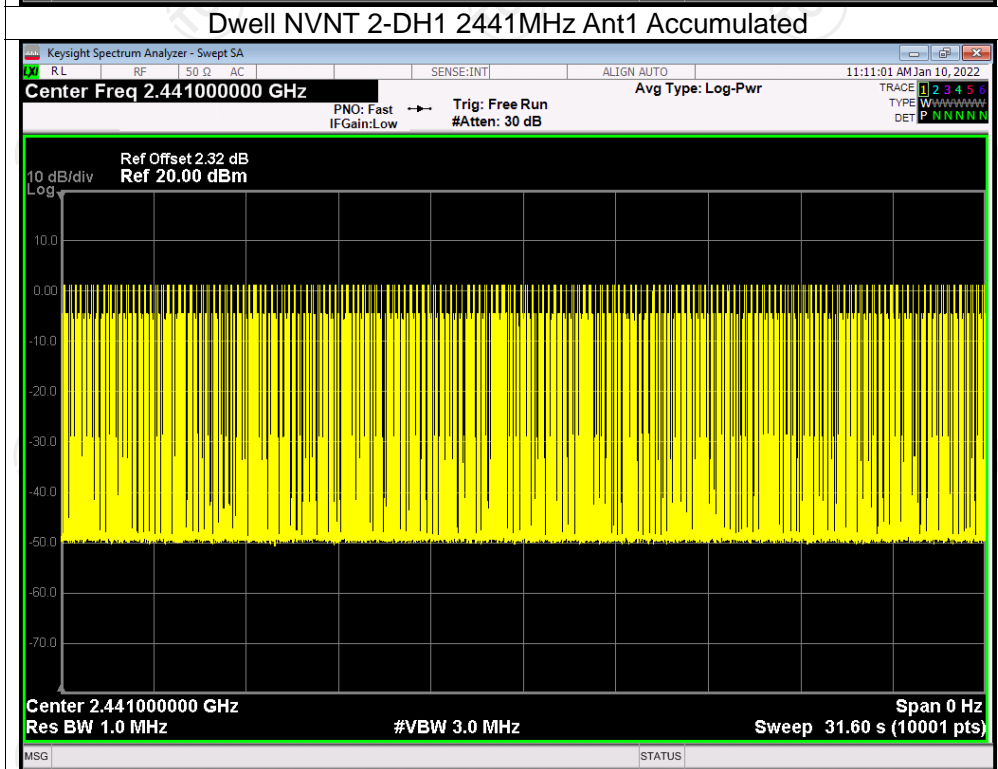 Dwell NVNT 2-DH1 2441MHz Ant1 Accumulated
Keysight Spectrum Analyzer - Swept SA
LXI RL RF 50 Ω AC SENSE:INT ALIGN AUTO 11:11:01 AM Jan 10, 2022
Center Freq 2.441000000 GHz Avg Type: Log-Pwr TRACE 1 2 3 4 5 6
PNO: Fast Trig: Free Run TYPE WWWWWW
IFGain:Low #Atten: 30 dB DET P N N N N N
Ref Offset 2.32 dB
10 dB/div Ref 20.00 dBm
Log
10.0
0.00
-10.0
-20.0
-30.0
-40.0
-50.0
-60.0
-70.0
Center 2.441000000 GHz Span 0 Hz
Res BW 1.0 MHz #VBW 3.0 MHz Sweep 31.60 s (10001 pts)
MSG STATUS